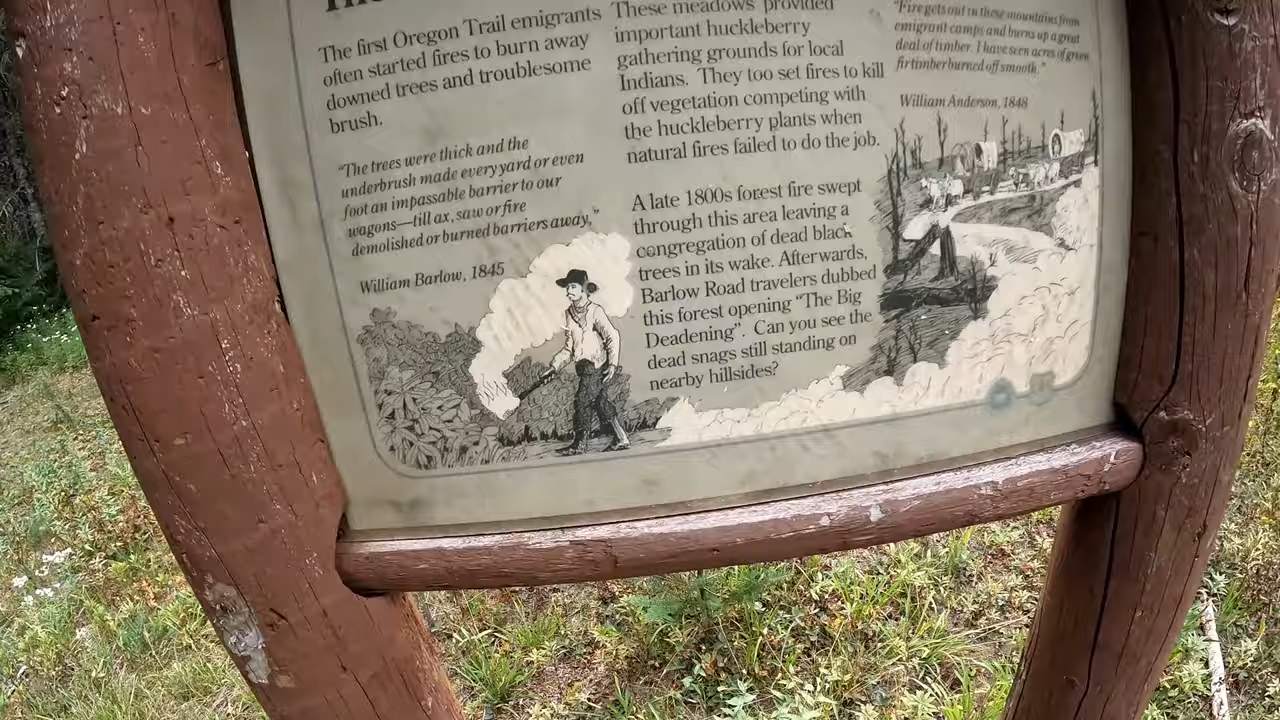 The first Oregon Trail emigrants
often started fires to burn away
downed trees and troublesome
brush.
"The trees were thick and the
underbrush made every yard or even
foot an impassable barrier to our
wagons—till ax, saw or fire
demolished or burned barriers away,"
William Barlow, 1845
These meadows provided
important huckleberry
gathering grounds for local
Indians. They too set fires to kill
off vegetation competing with
the huckleberry plants when
natural fires failed to do the job.
A late 1800s forest fire swept
through this area leaving a
congregation of dead black
trees in its wake. Afterwards,
Barlow Road travelers dubbed
this forest opening "The Big
Deadening". Can you see the
dead snags still standing on
nearby hillsides?
"Fire gets out in these mountains from
emigrant camps and burns up a great
deal of timber. I have seen acres of green
fir timber burned off smooth."
William Anderson, 1848